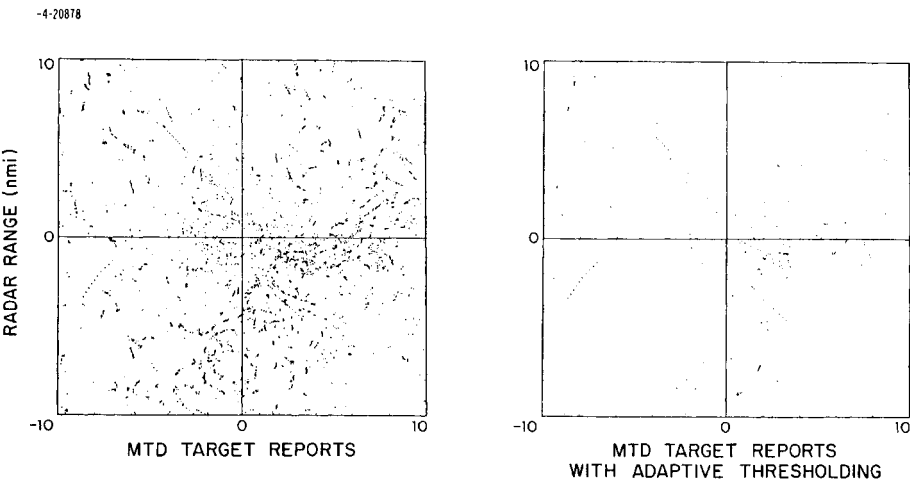 -4-20878
10
0
-10
0
10
RADAR RANGE (nmi)
MTD TARGET REPORTS
10
0
-10
0
10
MTD TARGET REPORTS
WITH ADAPTIVE THRESHOLDING